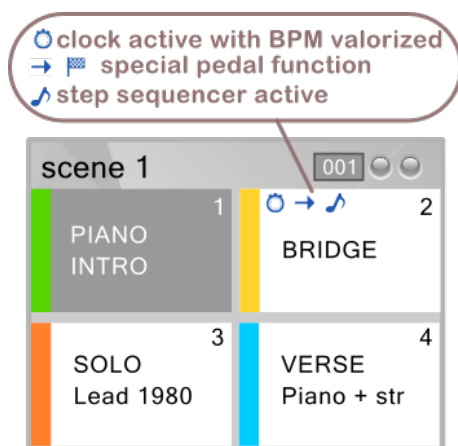 clock active with BPM valorized
special pedal function
step sequencer active
scene 1
001
1
PIANO
INTRO
2
BRIDGE
3
SOLO
Lead 1980
4
VERSE
Piano + str